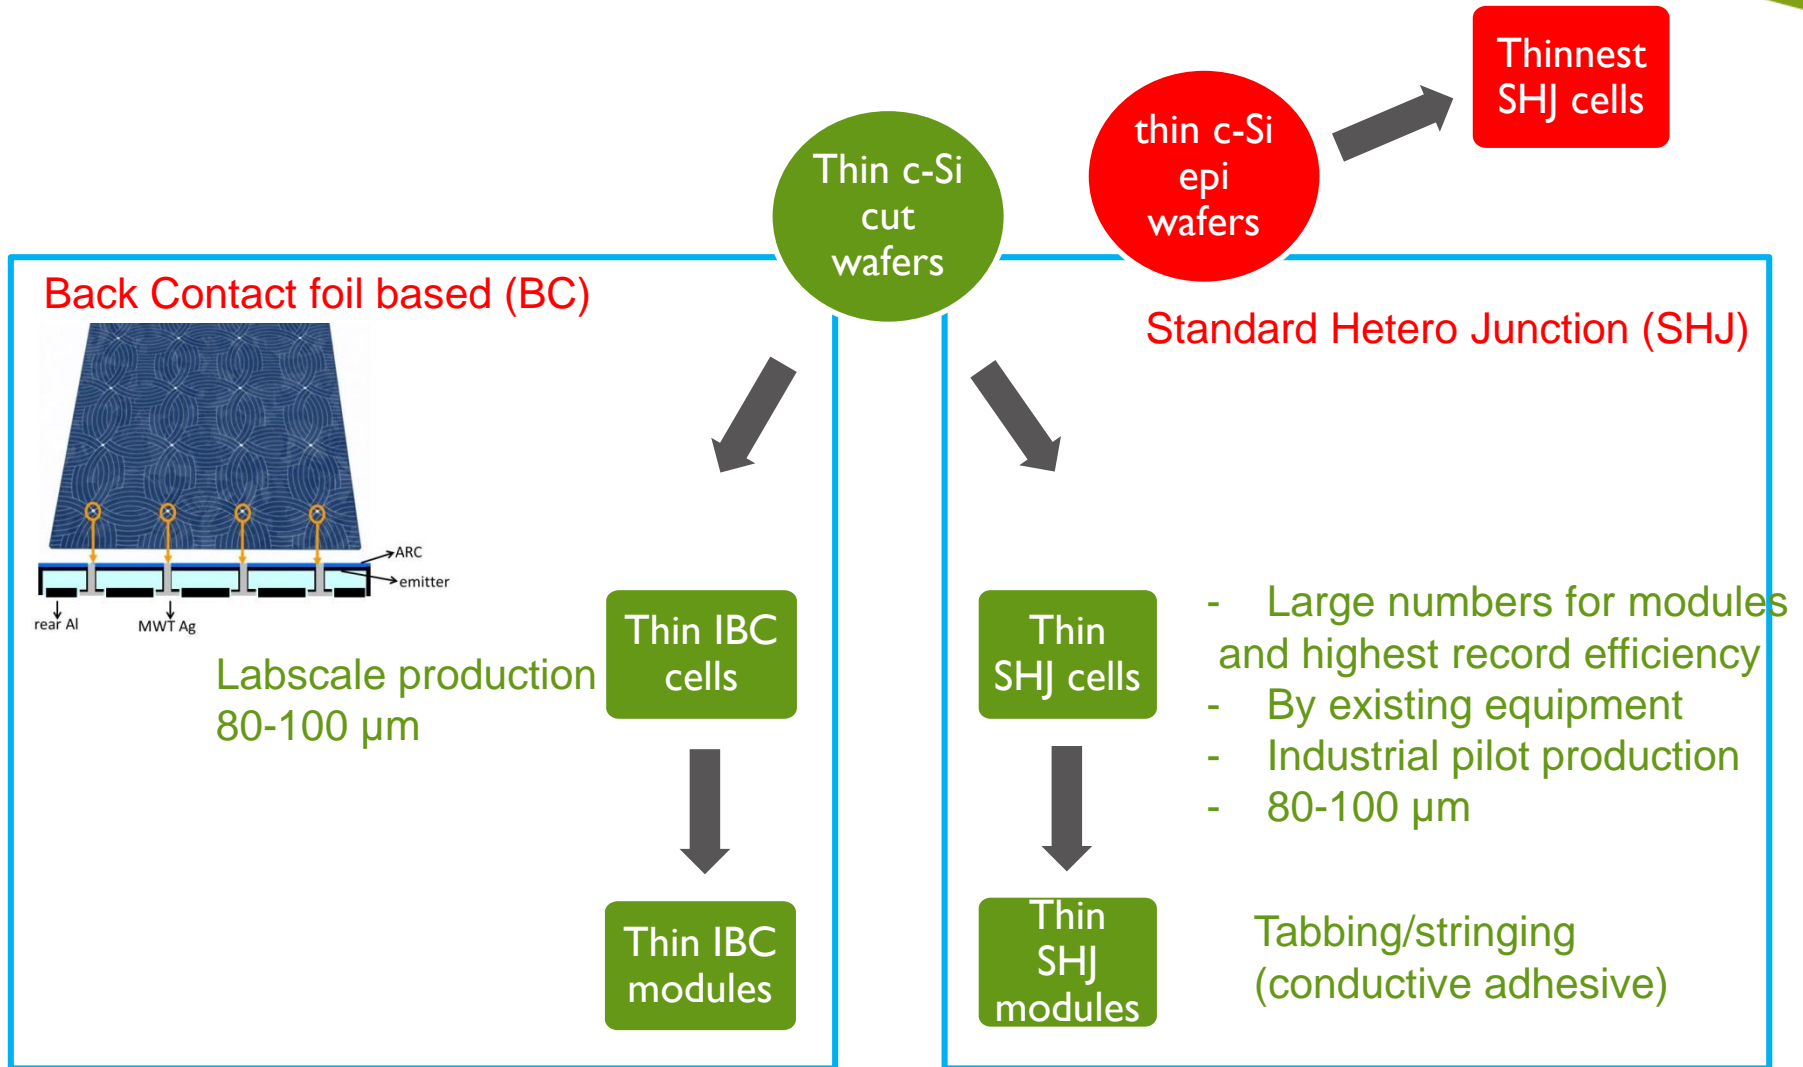 Thinnest
SHJ cells
thin c-Si
epi
wafers
Thin c-Si
cut
wafers
Back Contact foil based (BC)
ARC
emitter
rear Al
MWT Ag
Labscale production
80-100 µm
Thin IBC
cells
Thin IBC
modules
Standard Hetero Junction (SHJ)
Thin
SHJ cells
- Large numbers for modules
and highest record efficiency
- By existing equipment
- Industrial pilot production
- 80-100 µm
Thin
SHJ
modules
Tabbing/stringing
(conductive adhesive)